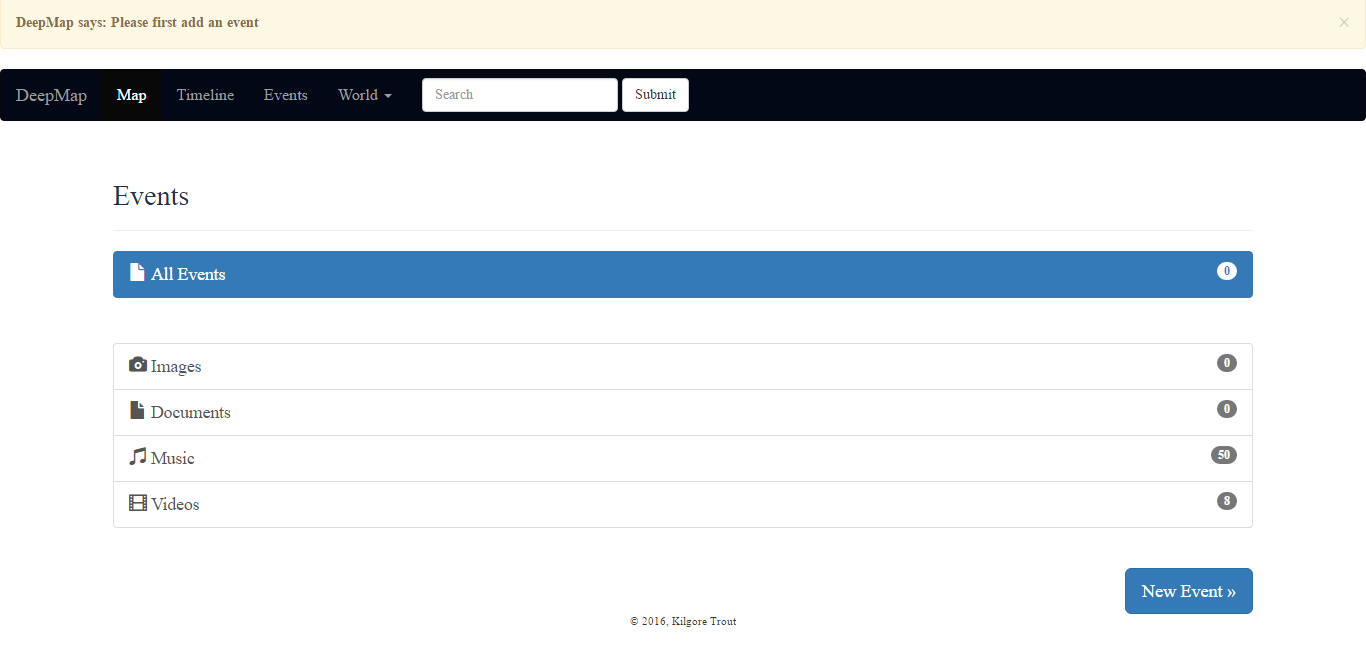 DeepMap says: Please first add an event ×
DeepMap Map Timeline Events World Search Submit
Events
All Events 0
Images 0
Documents 0
Music 50
Videos 8
New Event »
© 2016, Kilgore Trout